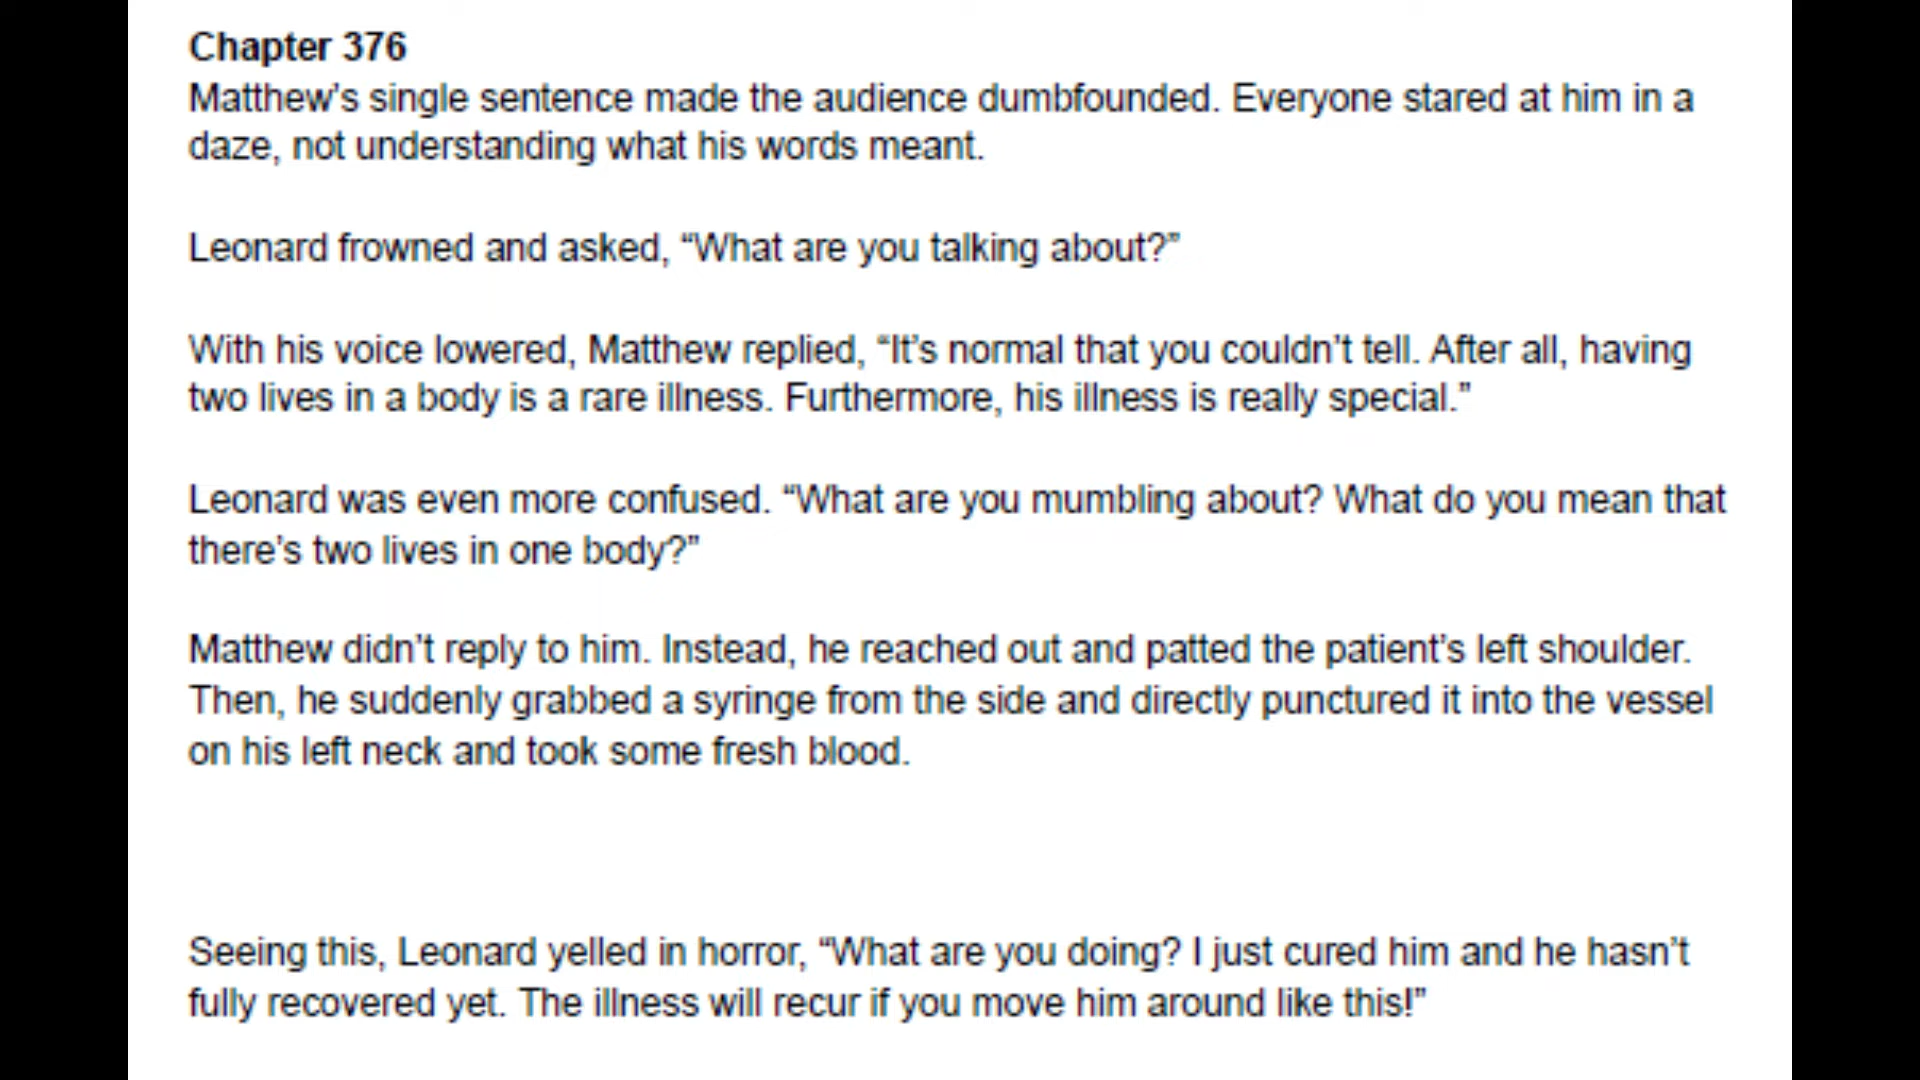 Chapter 376
Matthew’s single sentence made the audience dumbfounded. Everyone stared at him in a
daze, not understanding what his words meant.
Leonard frowned and asked, “What are you talking about?”
With his voice lowered, Matthew replied, “It’s normal that you couldn’t tell. After all, having
two lives in a body is a rare illness. Furthermore, his illness is really special.”
Leonard was even more confused. “What are you mumbling about? What do you mean that
there’s two lives in one body?”
Matthew didn’t reply to him. Instead, he reached out and patted the patient’s left shoulder.
Then, he suddenly grabbed a syringe from the side and directly punctured it into the vessel
on his left neck and took some fresh blood.
Seeing this, Leonard yelled in horror, “What are you doing? I just cured him and he hasn’t
fully recovered yet. The illness will recur if you move him around like this!”